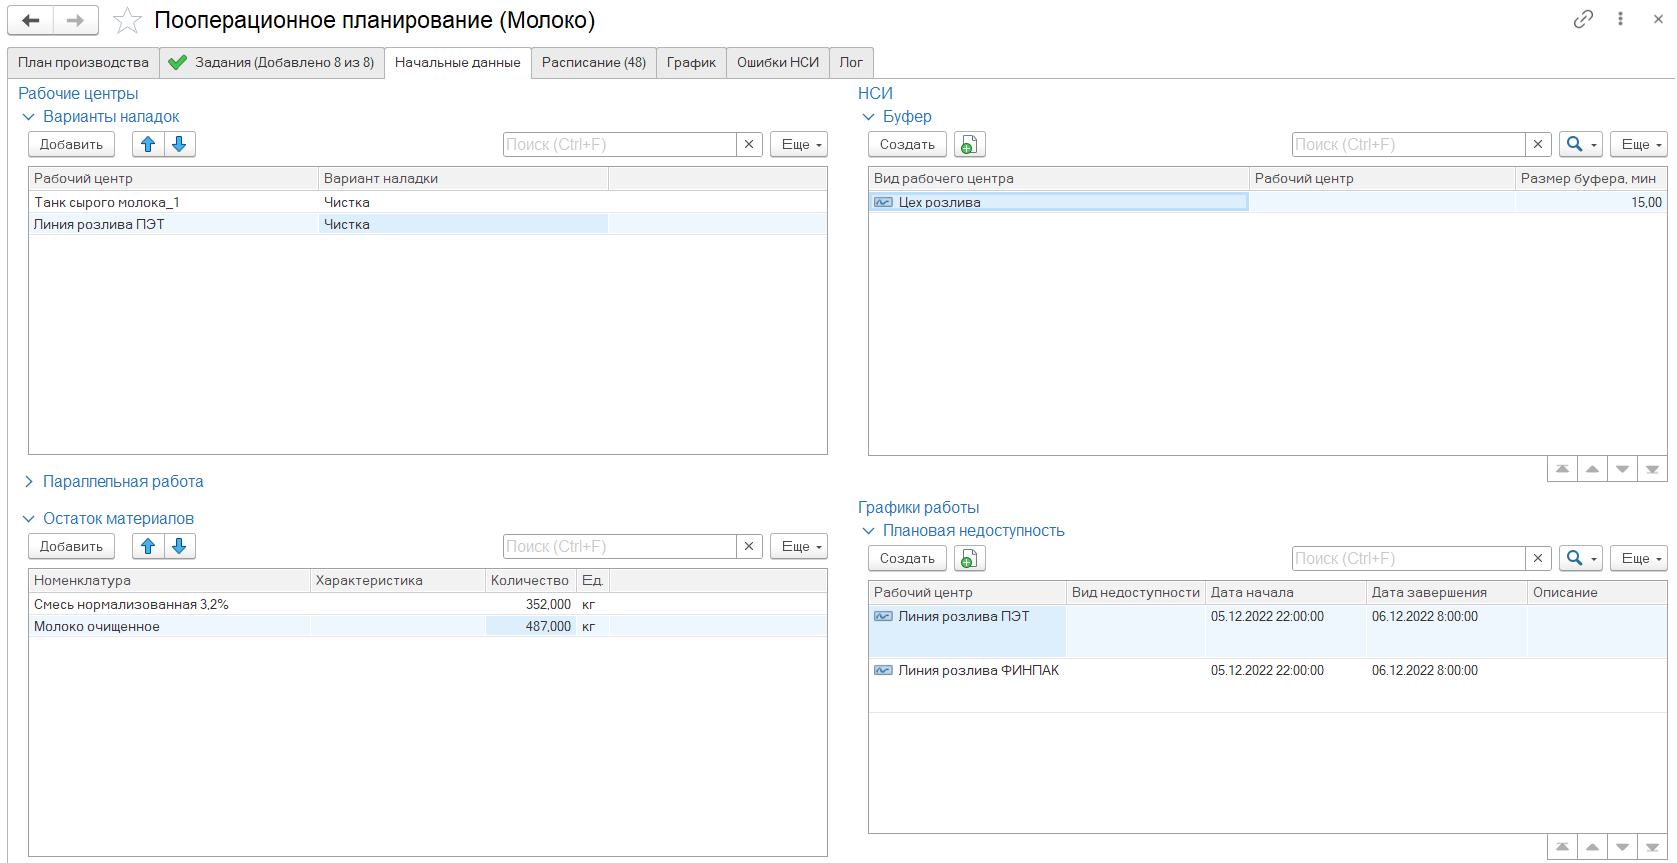 Пооперационное планирование (Молоко)
План производства
Задания (Добавлено 8 из 8)
Начальные данные
Расписание (48)
График
Ошибки НСИ
Лог
Рабочие центры
Варианты наладок
Добавить
Поиск (Ctrl+F)
Еще
Рабочий центр Вариант наладки
Танк сырого молока_1 Чистка
Линия розлива ПЭТ Чистка
Параллельная работа
Остаток материалов
Добавить
Поиск (Ctrl+F)
Еще
Номенклатура Характеристика Количество Ед.
Смесь нормализованная 3,2% 352,000 кг
Молоко очищенное 487,000 кг
НСИ
Буфер
Создать
Поиск (Ctrl+F)
Еще
Вид рабочего центра Рабочий центр Размер буфера, мин
Цех розлива 15,00
Графики работы
Плановая недоступность
Создать
Поиск (Ctrl+F)
Еще
Рабочий центр Вид недоступности Дата начала Дата завершения Описание
Линия розлива ПЭТ 05.12.2022 22:00:00 06.12.2022 8:00:00
Линия розлива ФИНПАК 05.12.2022 22:00:00 06.12.2022 8:00:00